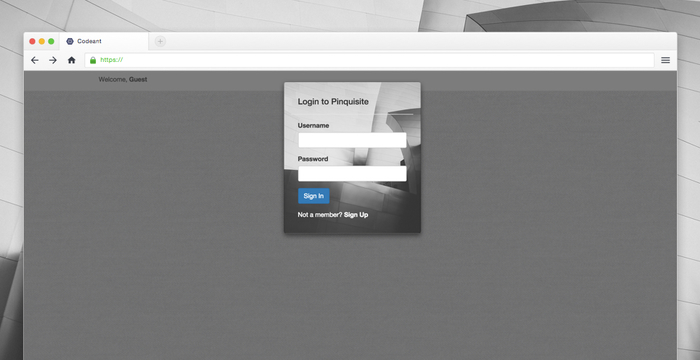 Codeant
https://
Welcome, Guest
Login to Pinquisite
Username
Password
Sign In
Not a member? Sign Up